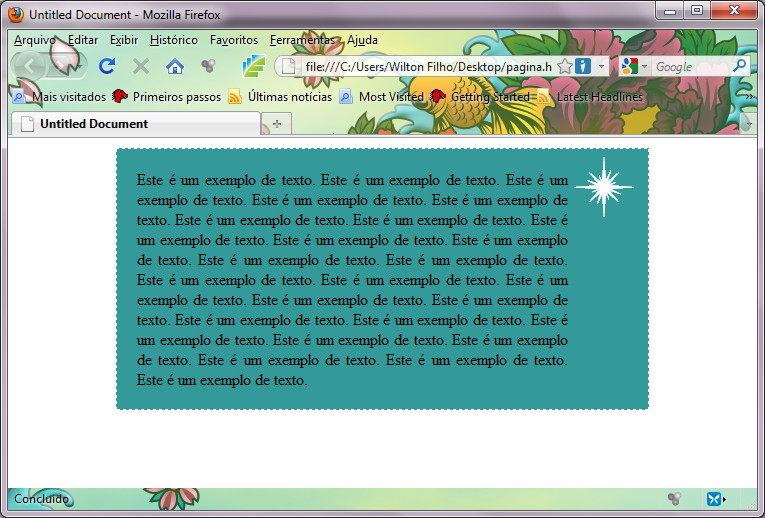 Untitled Document - Mozilla Firefox
Arquivo Editar Exibir Histórico Favoritos Ferramentas Ajuda
file:///C:/Users/Wilton Filho/Desktop/pagina.h Google
Mais visitados Primeiros passos Últimas notícias Most Visited Getting Started Latest Headlines »
Untitled Document
Este é um exemplo de texto. Este é um exemplo de texto. Este é um
exemplo de texto. Este é um exemplo de texto. Este é um exemplo de
texto. Este é um exemplo de texto. Este é um exemplo de texto. Este é
um exemplo de texto. Este é um exemplo de texto. Este é um exemplo
de texto. Este é um exemplo de texto. Este é um exemplo de texto.
Este é um exemplo de texto. Este é um exemplo de texto. Este é um
exemplo de texto. Este é um exemplo de texto. Este é um exemplo de
texto. Este é um exemplo de texto. Este é um exemplo de texto. Este é
um exemplo de texto. Este é um exemplo de texto. Este é um exemplo
de texto. Este é um exemplo de texto. Este é um exemplo de texto.
Este é um exemplo de texto.
Concluído